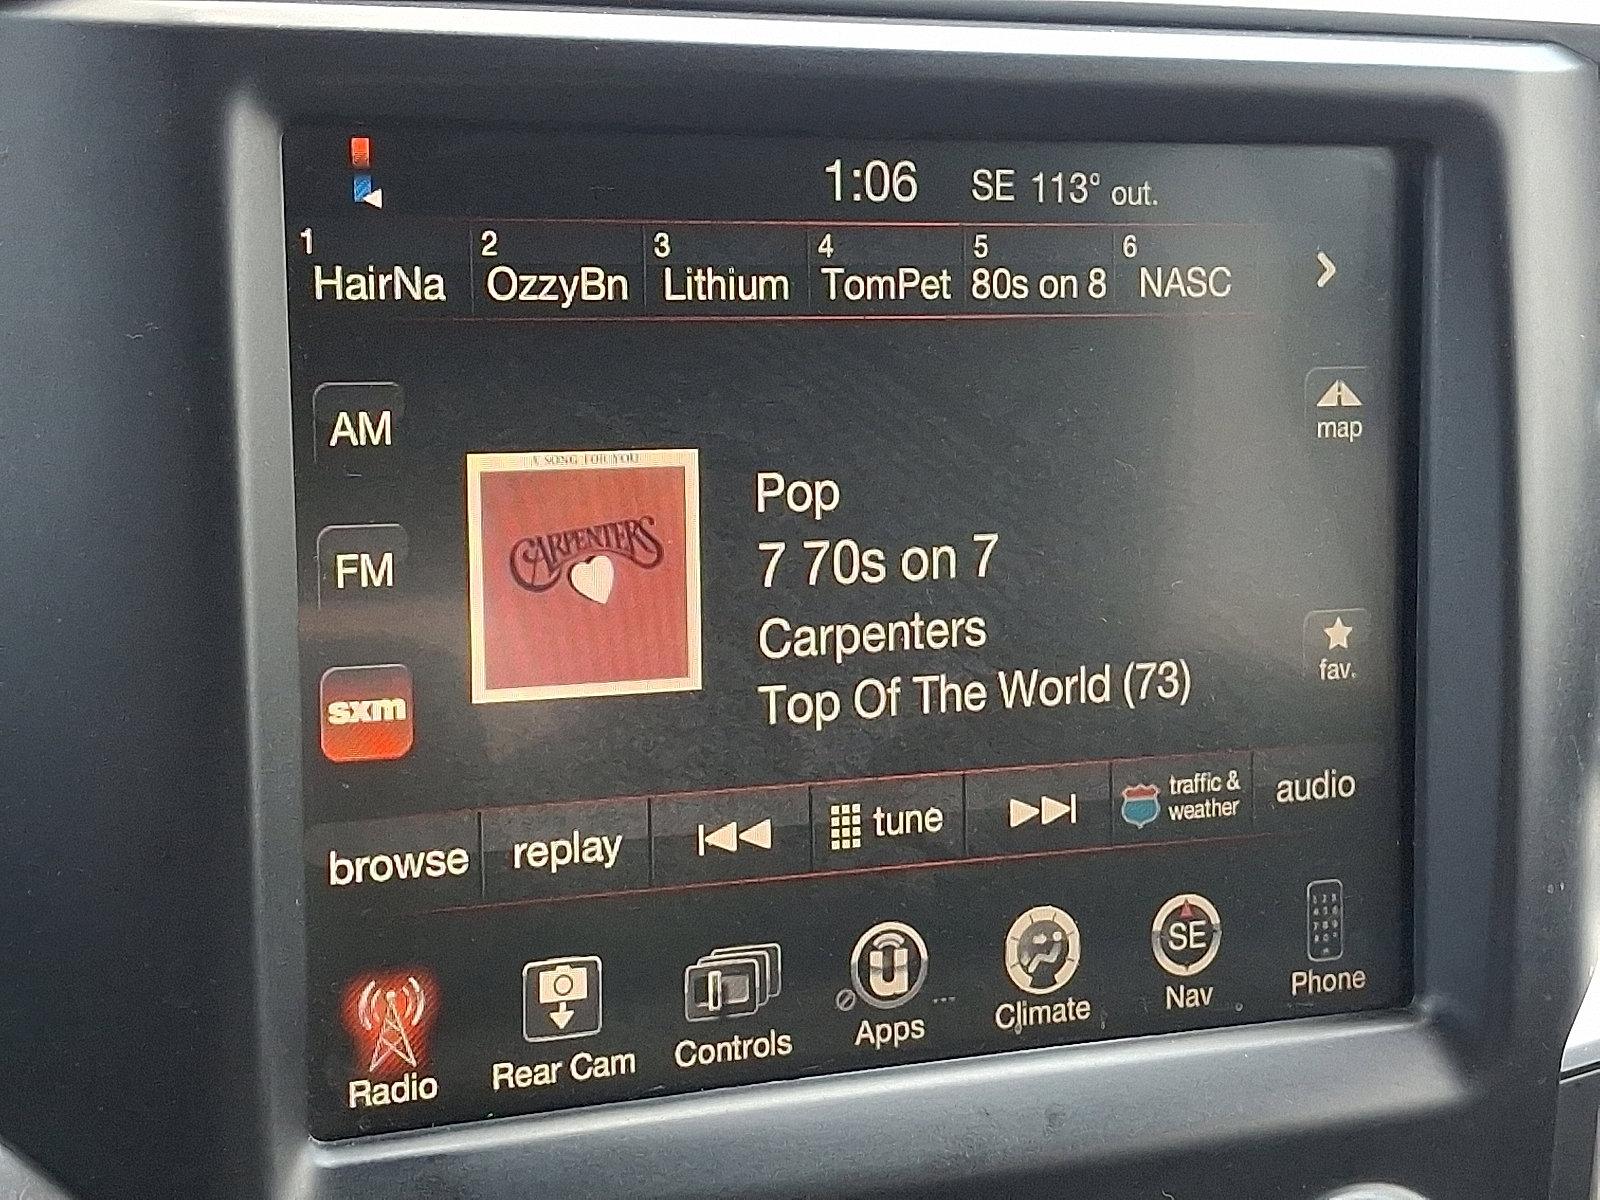 1:06 SE 113° out.
1 2 3 4 5 6
HairNa OzzyBn Lithium TomPet 80s on 8 NASC
AM
map
A SONG FOR YOU
CARPENTERS
Pop
7 70s on 7
Carpenters
Top Of The World (73)
FM
fav.
sxm
browse replay tune traffic & weather audio
SE
Radio Rear Cam Controls Apps Climate Nav Phone